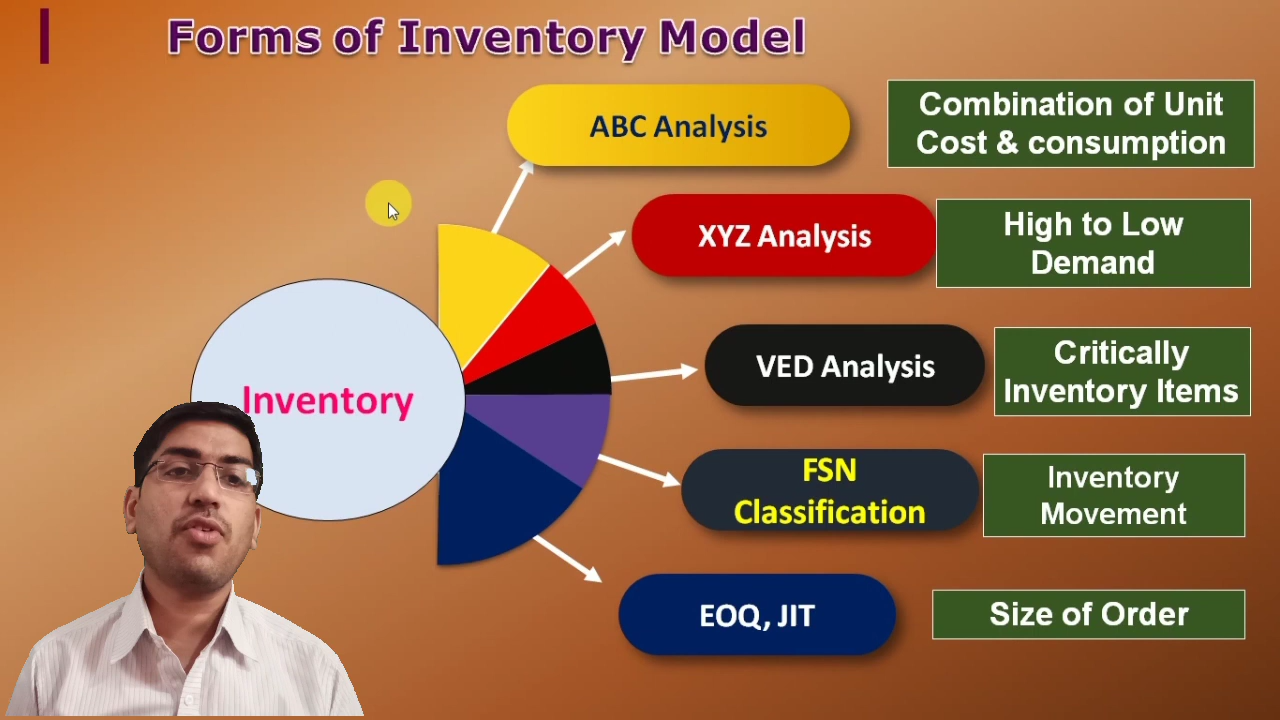 Forms of Inventory Model
ABC Analysis
Combination of Unit
Cost & consumption
XYZ Analysis
High to Low
Demand
VED Analysis
Critically
Inventory Items
Inventory
FSN
Classification
Inventory
Movement
EOQ, JIT
Size of Order